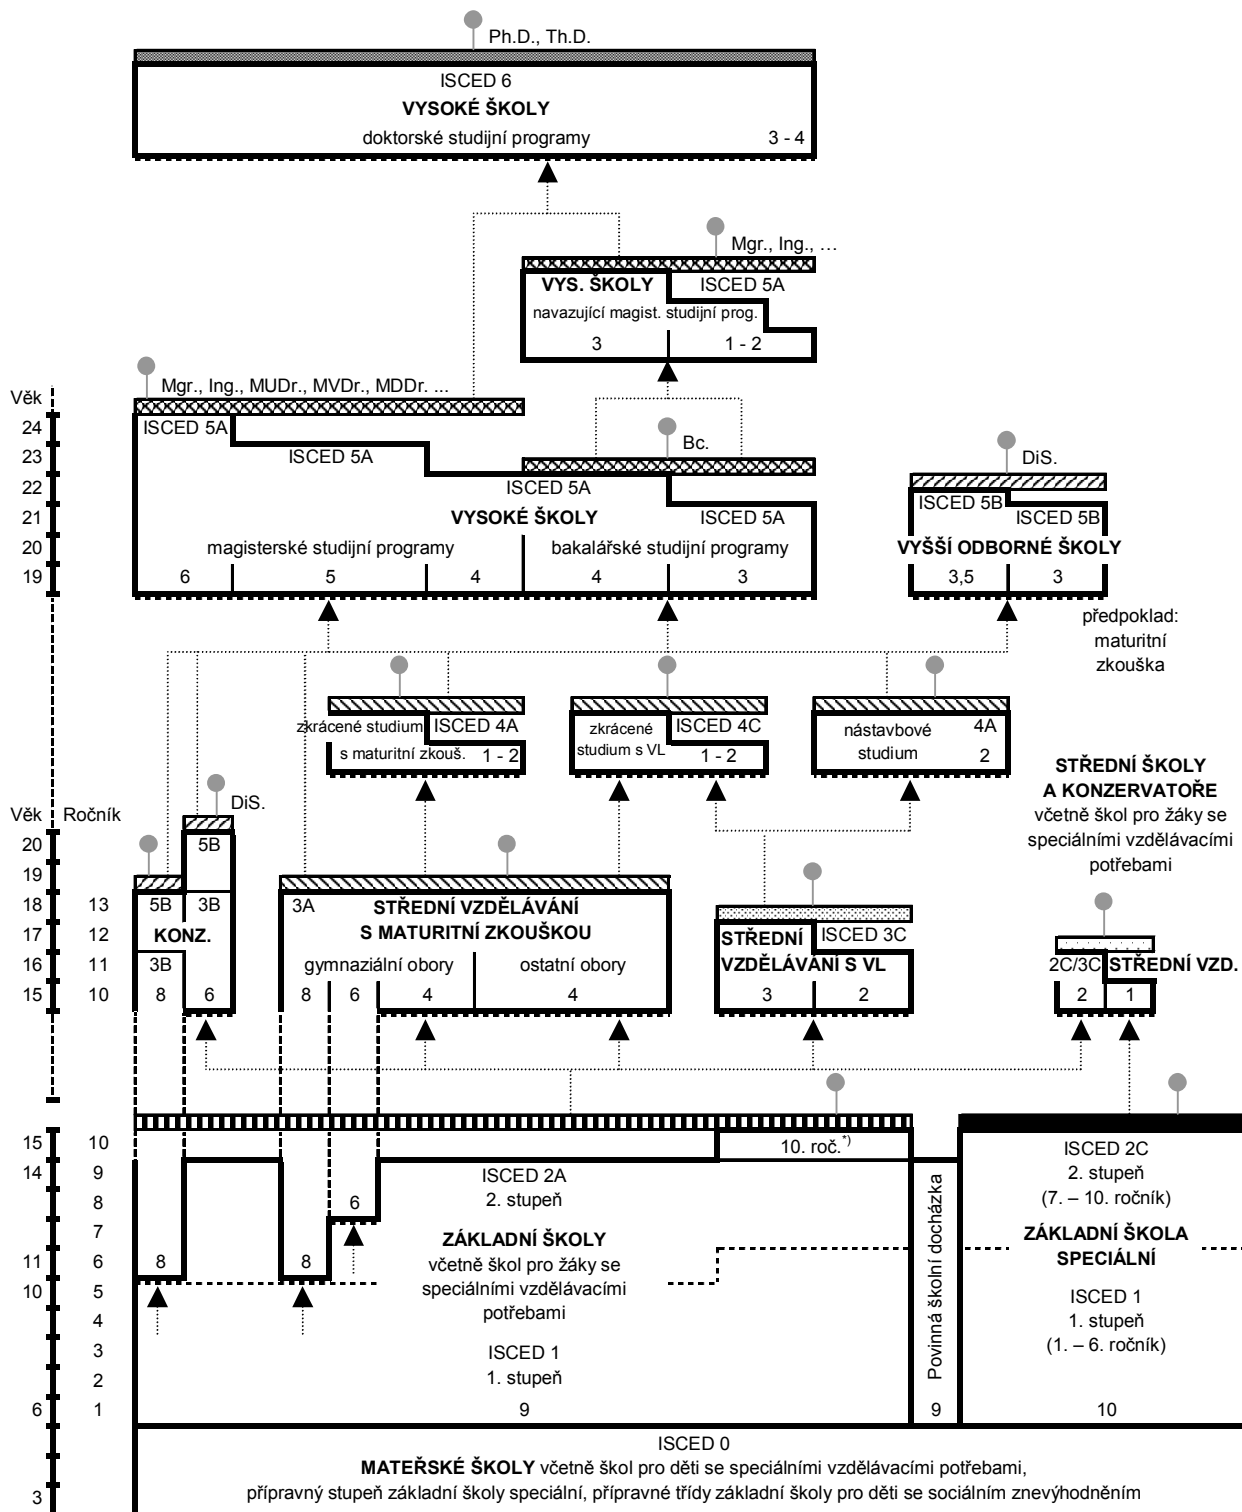 Ph.D., Th.D.
ISCED 6
VYSOKÉ ŠKOLY
doktorské studijní programy 3 - 4
Mgr., Ing., …
VYS. ŠKOLY ISCED 5A
navazující magist. studijní prog.
3 1 - 2
Mgr., Ing., MUDr., MVDr., MDDr. ...
Věk
24 ISCED 5A
23 ISCED 5A Bc. DiS.
22 ISCED 5A ISCED 5B
21 VYSOKÉ ŠKOLY ISCED 5A ISCED 5B
20 magisterské studijní programy bakalářské studijní programy VYŠŠÍ ODBORNÉ ŠKOLY
19 6 5 4 4 3 3,5 3
předpoklad:
maturitní
zkouška
zkrácené studium ISCED 4A zkrácené ISCED 4C nástavbové 4A
s maturitní zkouš. 1 - 2 studium s VL 1 - 2 studium 2
STŘEDNÍ ŠKOLY
A KONZERVATOŘE
včetně škol pro žáky se
speciálními vzdělávacími
potřebami
Věk Ročník DiS.
20 5B
19
18 13 5B 3B 3A STŘEDNÍ VZDĚLÁVÁNÍ
17 12 KONZ. S MATURITNÍ ZKOUŠKOU STŘEDNÍ ISCED 3C
16 11 3B gymnaziální obory ostatní obory VZDĚLÁVÁNÍ S VL 2C/3C STŘEDNÍ VZD.
15 10 8 6 8 6 4 4 3 2 2 1
15 10 10. roč.*) ISCED 2C
14 9 ISCED 2A 2. stupeň
8 6 2. stupeň (7. – 10. ročník)
7 ZÁKLADNÍ ŠKOLY ZÁKLADNÍ ŠKOLA
11 6 8 8 včetně škol pro žáky se SPECIÁLNÍ
10 5 speciálními vzdělávacími ISCED 1
4 potřebami 1. stupeň
3 ISCED 1 (1. – 6. ročník)
2 1. stupeň
Povinná školní docházka
6 1 9 9 10
ISCED 0
MATEŘSKÉ ŠKOLY včetně škol pro děti se speciálními vzdělávacími potřebami,
3 přípravný stupeň základní školy speciální, přípravné třídy základní školy pro děti se sociálním znevýhodněním